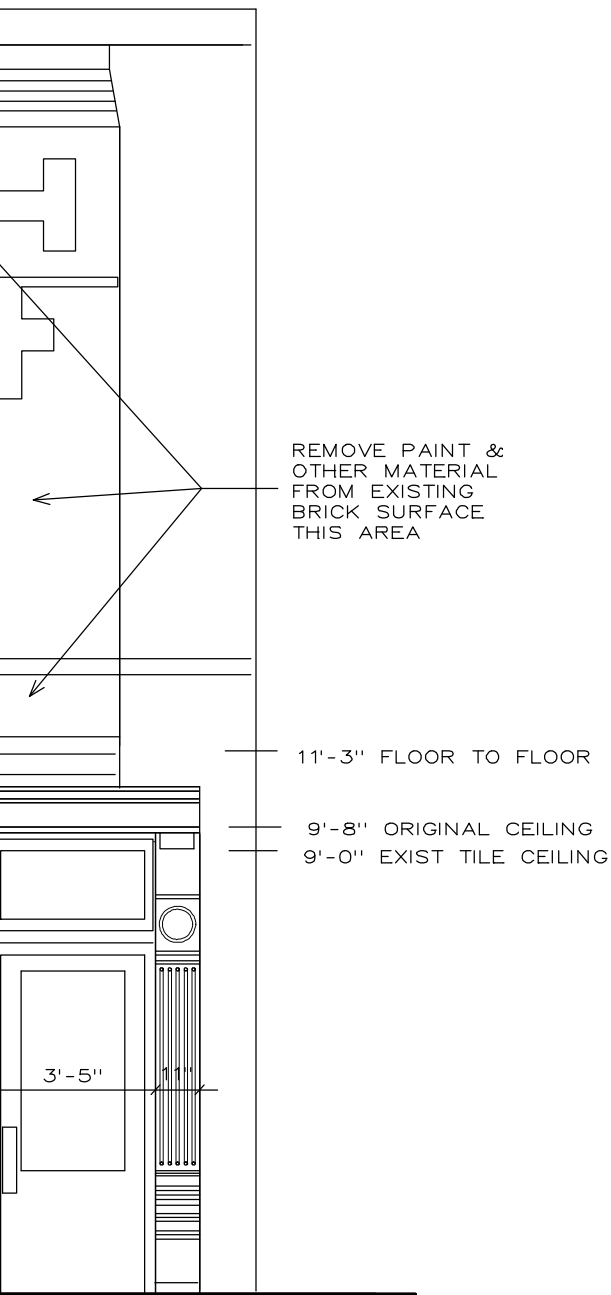 REMOVE PAINT &
OTHER MATERIAL
FROM EXISTING
BRICK SURFACE
THIS AREA
11'-3" FLOOR TO FLOOR
9'-8" ORIGINAL CEILING
9'-0" EXIST TILE CEILING
3'-5" 11"